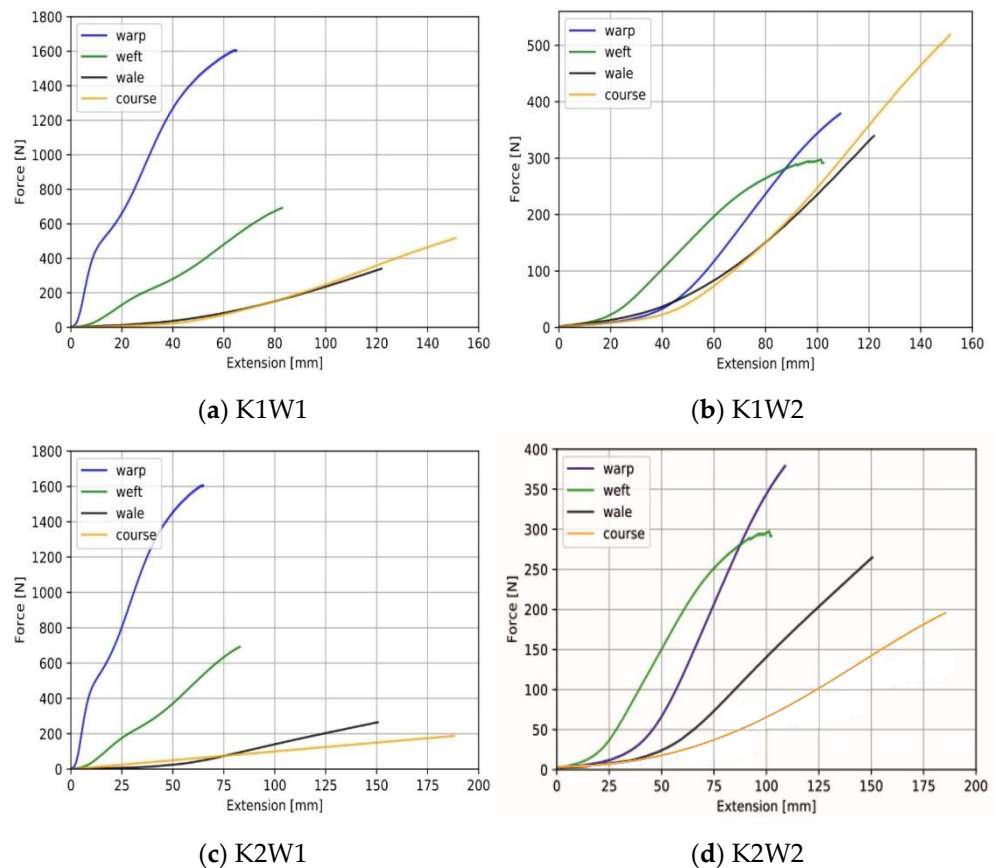 1800
1600
1400
1200
1000
800
600
400
200
0
Force [N]
warp
weft
wale
course
0 20 40 60 80 100 120 140 160
Extension [mm]
(a) K1W1
500
400
300
200
100
0
Force [N]
warp
weft
wale
course
0 20 40 60 80 100 120 140 160
Extension [mm]
(b) K1W2
1800
1600
1400
1200
1000
800
600
400
200
0
Force [N]
warp
weft
wale
course
0 25 50 75 100 125 150 175 200
Extension [mm]
(c) K2W1
400
350
300
250
200
150
100
50
0
Force [N]
warp
weft
wale
course
0 25 50 75 100 125 150 175 200
Extension [mm]
(d) K2W2